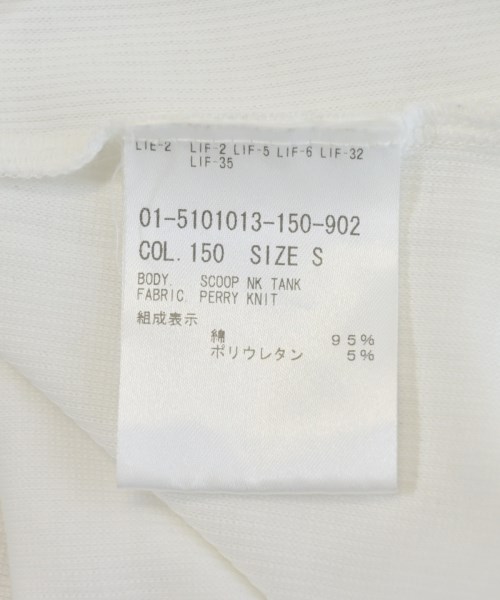 LIE-2 LIF-2 LIF-5 LIF-6 LIF-32
LIF-35
01-5101013-150-902
COL.150 SIZE S
BODY. SCOOP NK TANK
FABRIC. PERRY KNIT
組成表示
綿 95%
ポリウレタン 5%